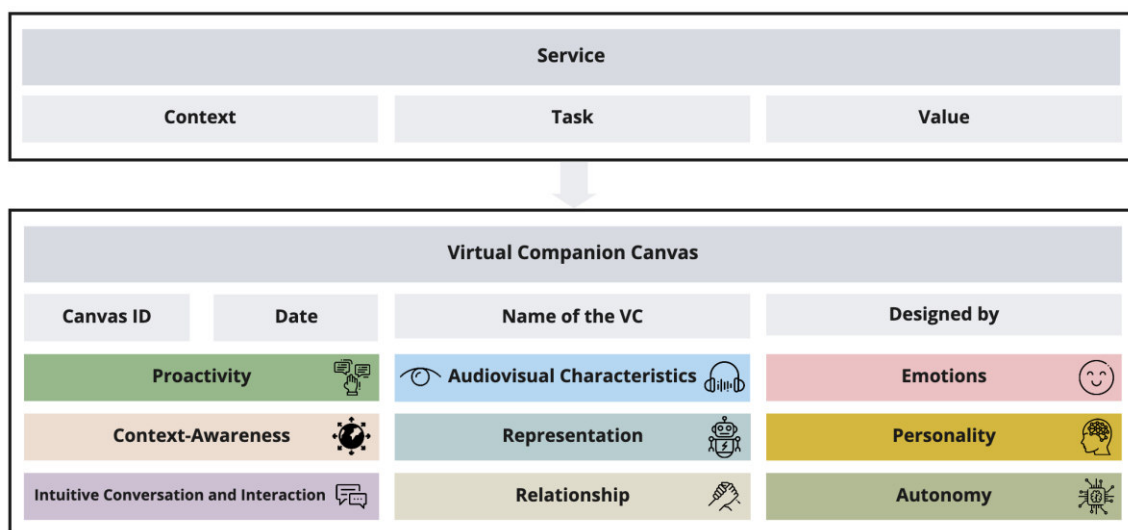 Service
Context
Task
Value
Virtual Companion Canvas
Canvas ID
Date
Name of the VC
Designed by
Proactivity
Audiovisual Characteristics
Emotions
Context-Awareness
Representation
Personality
Intuitive Conversation and Interaction
Relationship
Autonomy